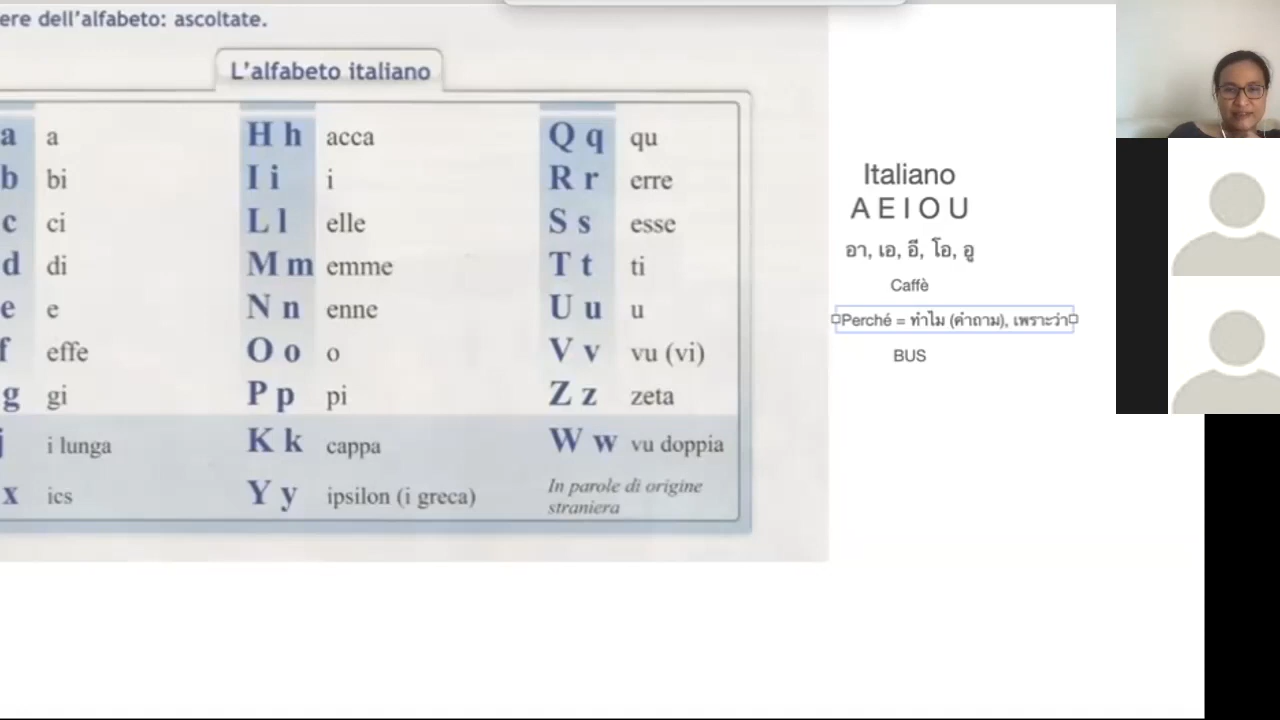 ere dell'alfabeto: ascoltate.
L'alfabeto italiano
a a
b bi
c ci
d di
e e
f effe
g gi
j i lunga
x ics
H h acca
I i i
L l elle
M m emme
N n enne
O o o
P p pi
K k cappa
Y y ipsilon (i greca)
Q q qu
R r erre
S s esse
T t ti
U u u
V v vu (vi)
Z z zeta
W w vu doppia
In parole di origine
straniera
Italiano
A E I O U
อา, เอ, อี, โอ, อู
Caffè
Perché = ทำไม (คำถาม), เพราะว่า
BUS